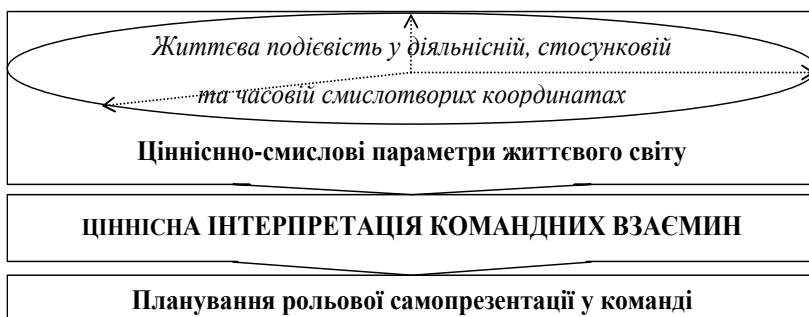 Життєва подієвість у діяльнісній, стосунковій
та часовій смислотворих координатах
Цінніснно-смислові параметри життєвого світу
ЦІННІСНА ІНТЕРПРЕТАЦІЯ КОМАНДНИХ ВЗАЄМИН
Планування рольової самопрезентації у команді